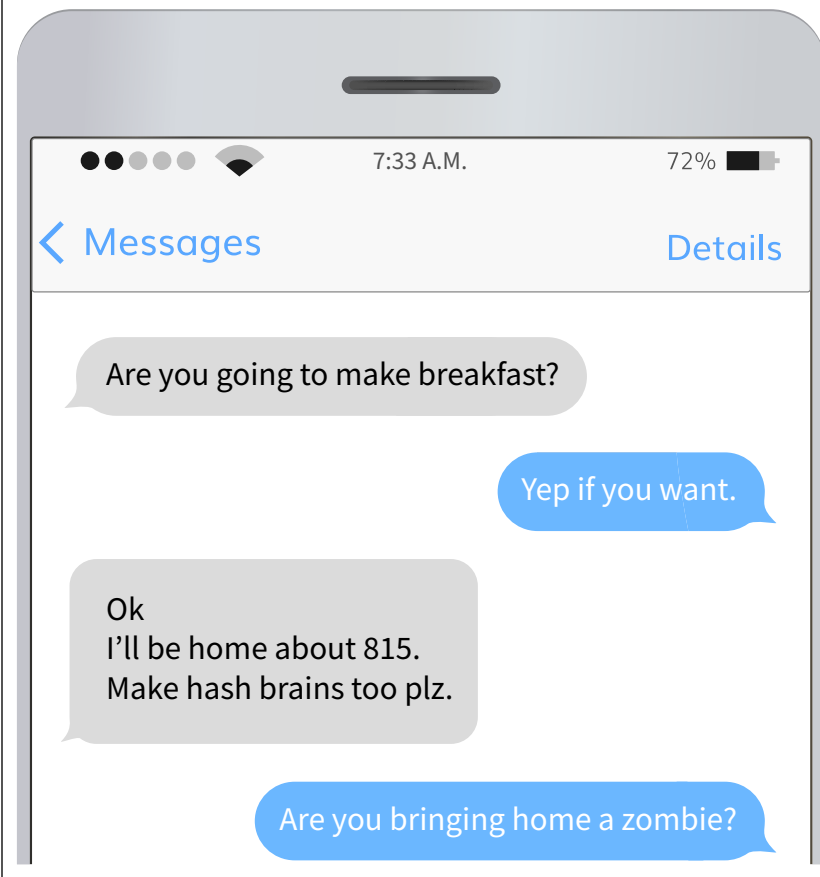 7:33 A.M.
72%
Messages
Details
Are you going to make breakfast?
Yep if you want.
Ok
I’ll be home about 815.
Make hash brains too plz.
Are you bringing home a zombie?